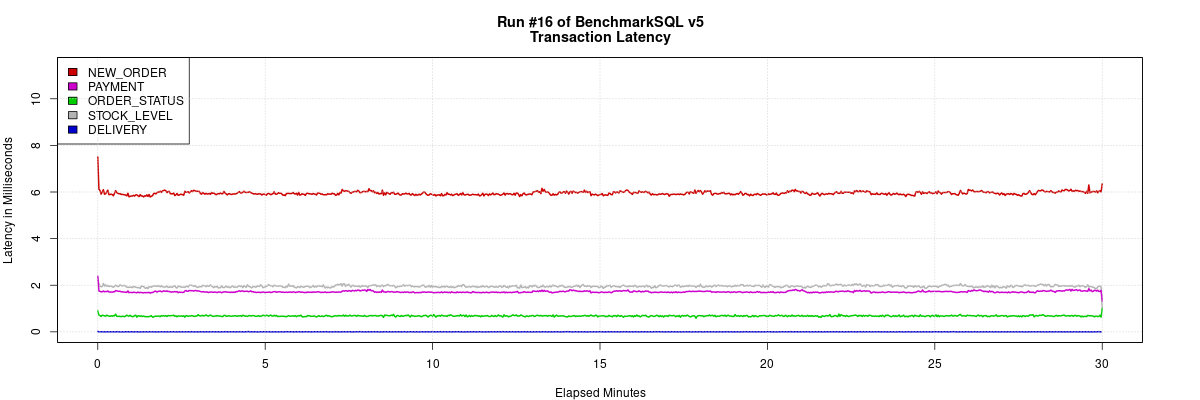 Run #16 of BenchmarkSQL v5
Transaction Latency
NEW_ORDER
PAYMENT
ORDER_STATUS
STOCK_LEVEL
DELIVERY
Latency in Milliseconds
10
8
6
4
2
0
0 5 10 15 20 25 30
Elapsed Minutes